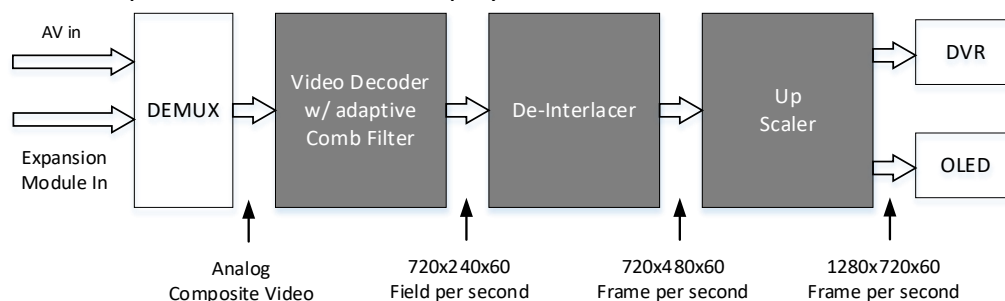 AV in
Expansion
Module In
DEMUX
Video Decoder
w/ adaptive
Comb Filter
De-Interlacer
Up
Scaler
DVR
OLED
Analog
Composite Video
720x240x60
Field per second
720x480x60
Frame per second
1280x720x60
Frame per second